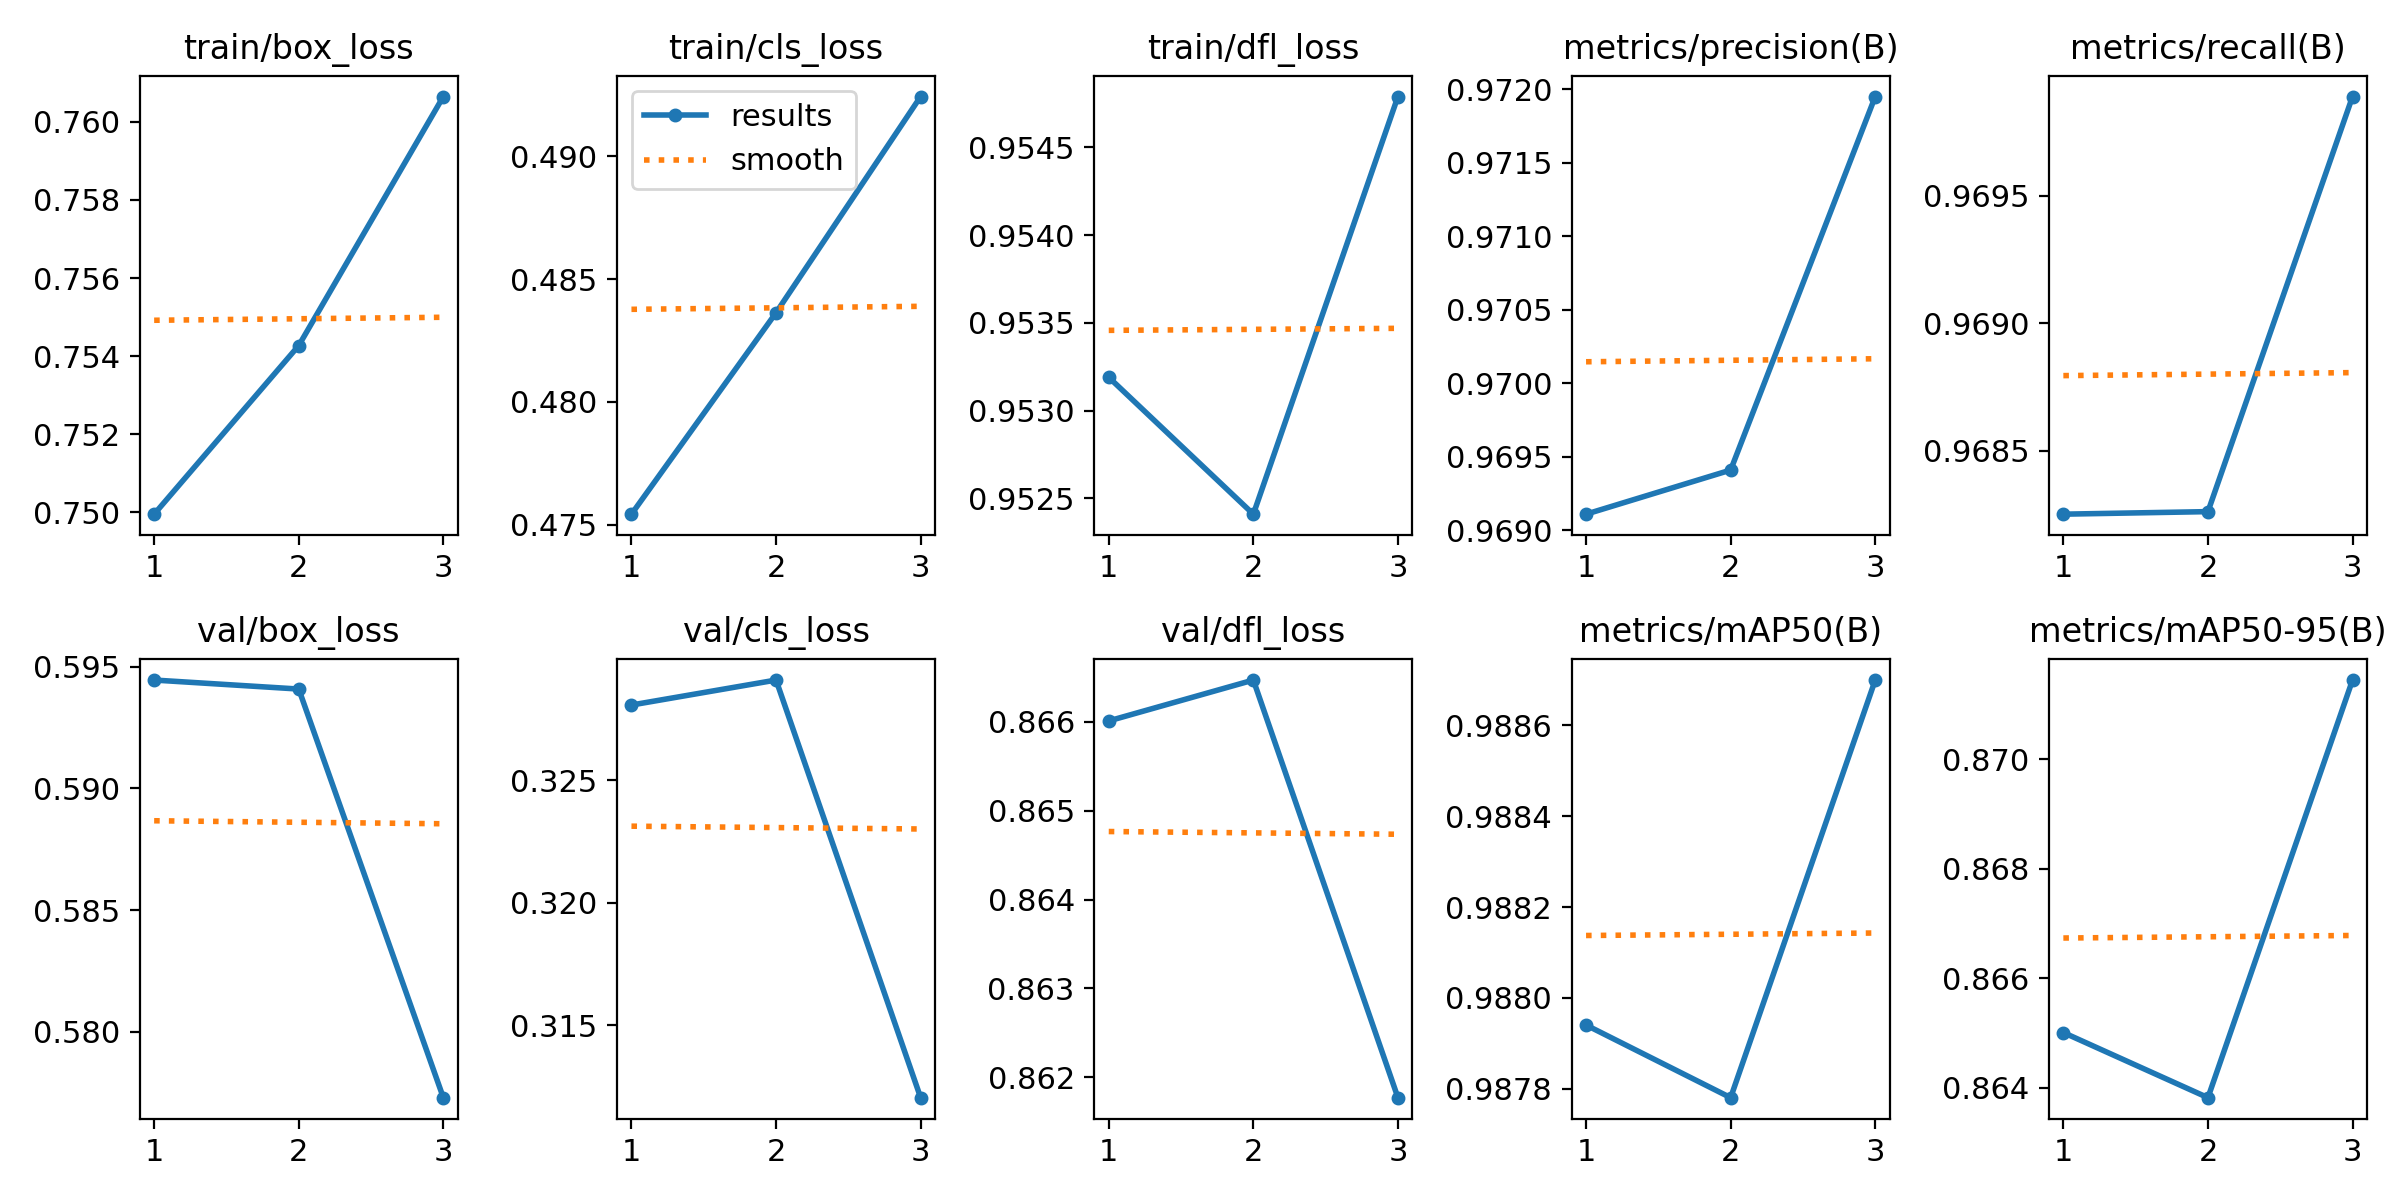 train/box_loss
0.760
0.758
0.756
0.754
0.752
0.750
1 2 3
train/cls_loss
results
smooth
0.490
0.485
0.480
0.475
1 2 3
train/dfl_loss
0.9545
0.9540
0.9535
0.9530
0.9525
1 2 3
metrics/precision(B)
0.9720
0.9715
0.9710
0.9705
0.9700
0.9695
0.9690
1 2 3
metrics/recall(B)
0.9695
0.9690
0.9685
1 2 3
val/box_loss
0.595
0.590
0.585
0.580
1 2 3
val/cls_loss
0.325
0.320
0.315
1 2 3
val/dfl_loss
0.866
0.865
0.864
0.863
0.862
1 2 3
metrics/mAP50(B)
0.9886
0.9884
0.9882
0.9880
0.9878
1 2 3
metrics/mAP50-95(B)
0.870
0.868
0.866
0.864
1 2 3